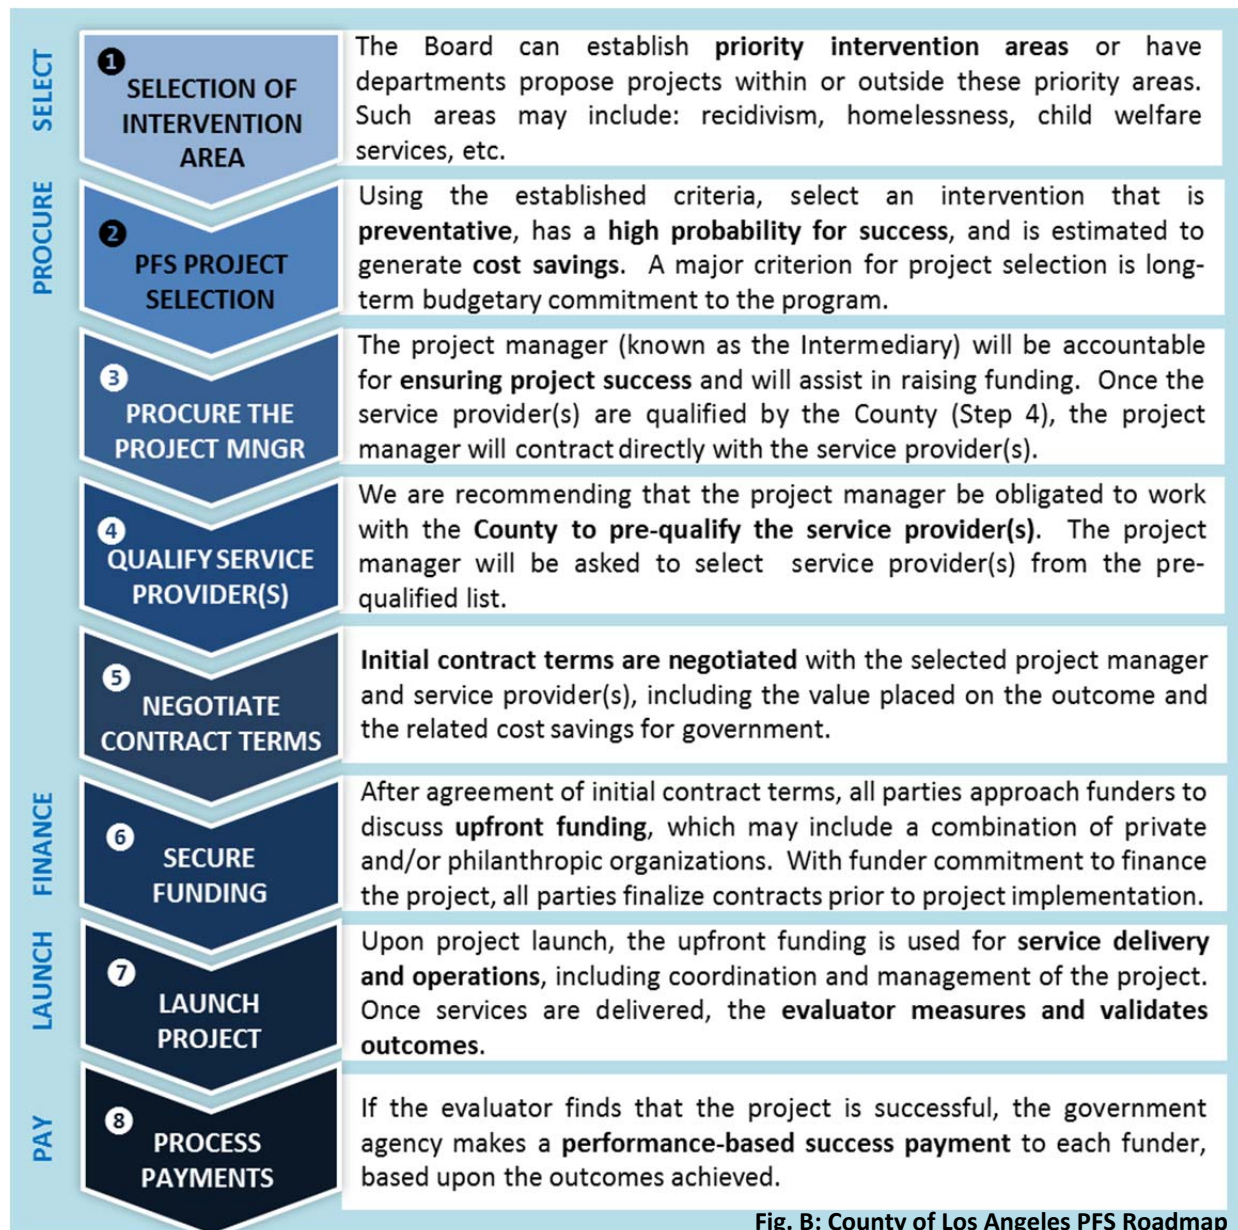 SELECT
❶
SELECTION OF
INTERVENTION
AREA
The Board can establish priority intervention areas or have
departments propose projects within or outside these priority areas.
Such areas may include: recidivism, homelessness, child welfare
services, etc.
PROCURE
❷
PFS PROJECT
SELECTION
Using the established criteria, select an intervention that is
preventative, has a high probability for success, and is estimated to
generate cost savings. A major criterion for project selection is long-
term budgetary commitment to the program.
❸
PROCURE THE
PROJECT MNGR
The project manager (known as the Intermediary) will be accountable
for ensuring project success and will assist in raising funding. Once the
service provider(s) are qualified by the County (Step 4), the project
manager will contract directly with the service provider(s).
❹
QUALIFY SERVICE
PROVIDER(S)
We are recommending that the project manager be obligated to work
with the County to pre-qualify the service provider(s). The project
manager will be asked to select service provider(s) from the pre-
qualified list.
❺
NEGOTIATE
CONTRACT TERMS
Initial contract terms are negotiated with the selected project manager
and service provider(s), including the value placed on the outcome and
the related cost savings for government.
FINANCE
❻
SECURE
FUNDING
After agreement of initial contract terms, all parties approach funders to
discuss upfront funding, which may include a combination of private
and/or philanthropic organizations. With funder commitment to finance
the project, all parties finalize contracts prior to project implementation.
LAUNCH
❼
LAUNCH
PROJECT
Upon project launch, the upfront funding is used for service delivery
and operations, including coordination and management of the project.
Once services are delivered, the evaluator measures and validates
outcomes.
PAY
❽
PROCESS
PAYMENTS
If the evaluator finds that the project is successful, the government
agency makes a performance-based success payment to each funder,
based upon the outcomes achieved.
Fig. B: County of Los Angeles PFS Roadmap